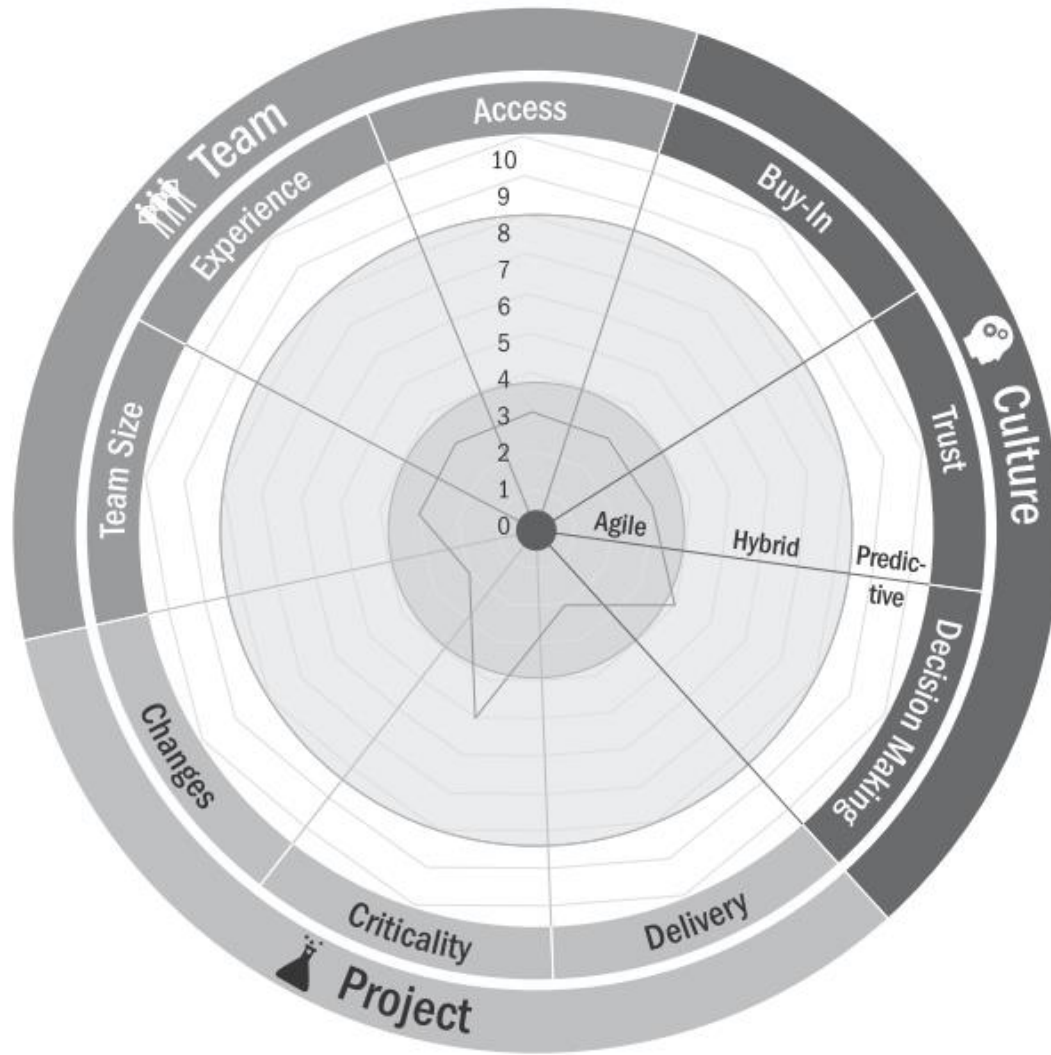 Team
Culture
Project
Access
Buy-In
Trust
Decision Making
Delivery
Criticality
Changes
Team Size
Experience
10
9
8
7
6
5
4
3
2
1
0
Agile
Hybrid
Predic-
tive